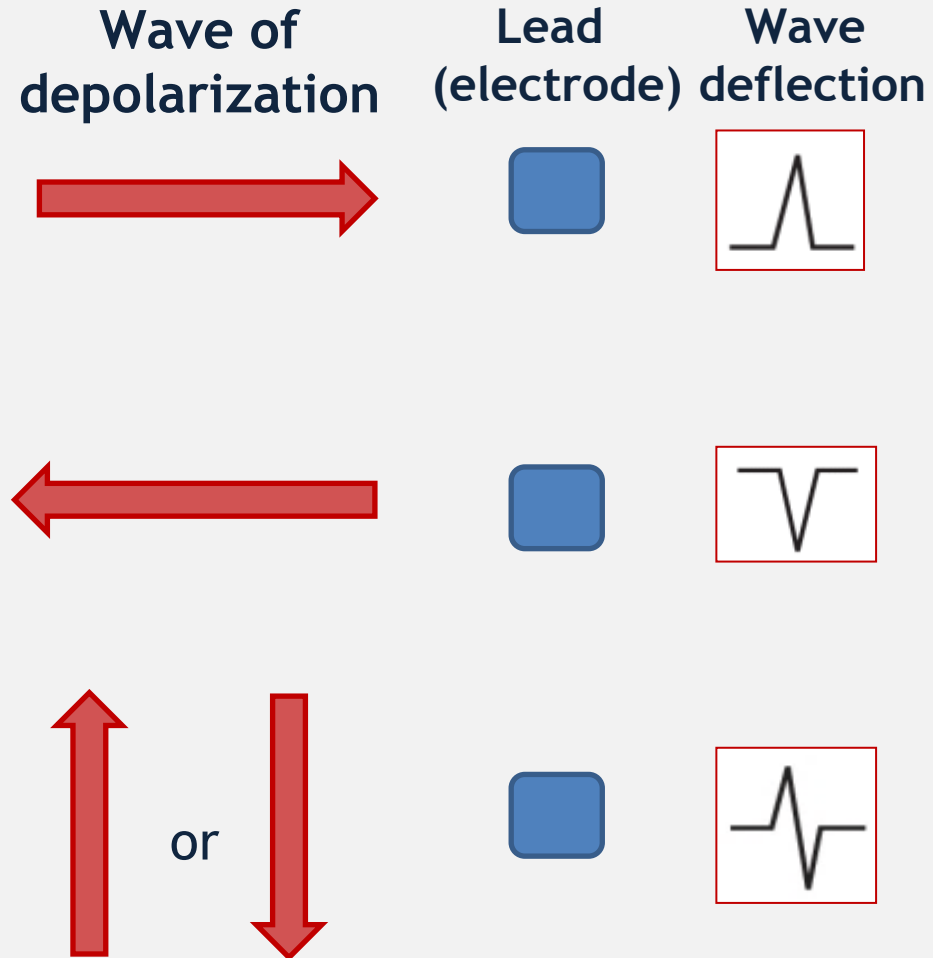 Wave of
depolarization
Lead
(electrode)
Wave
deflection
or